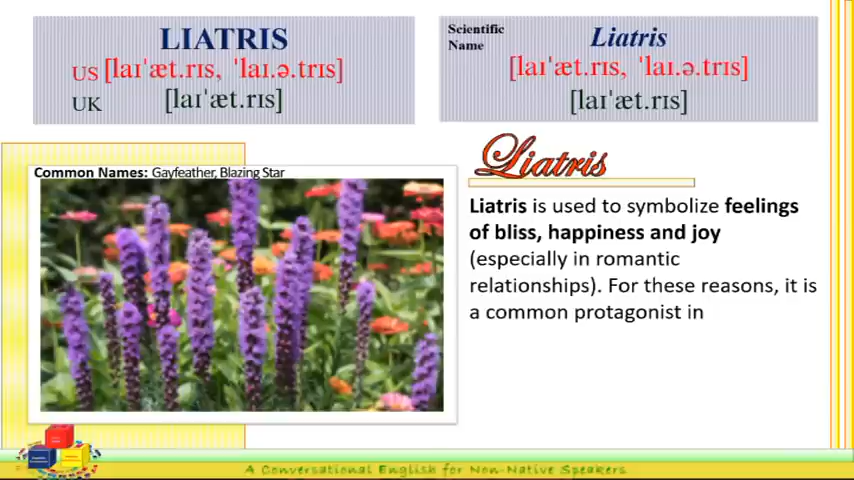 LIATRIS
US [laɪˈæt.rɪs, ˈlaɪ.ə.trɪs]
UK [laɪˈæt.rɪs]
Scientific
Name
Liatris
[laɪˈæt.rɪs, ˈlaɪ.ə.trɪs]
[laɪˈæt.rɪs]
Common Names: Gayfeather, Blazing Star
Liatris
Liatris is used to symbolize feelings
of bliss, happiness and joy
(especially in romantic
relationships). For these reasons, it is
a common protagonist in
A Conversational English for Non-Native Speakers